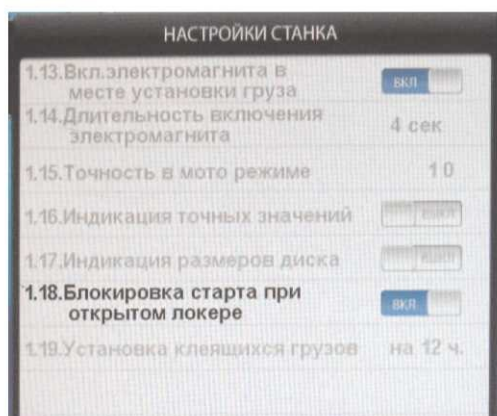 НАСТРОЙКИ СТАНКА
1.13.Вкл.электромагнита в
месте установки груза
ВКЛ
1.14.Длительность включения
электромагнита
4 сек
1.15.Точность в мото режиме
10
1.16.Индикация точных значений
ВЫКЛ
1.17.Индикация размеров диска
ВЫКЛ
1.18.Блокировка старта при
открытом локере
ВКЛ
1.19.Установка клеящихся грузов
на 12 ч.